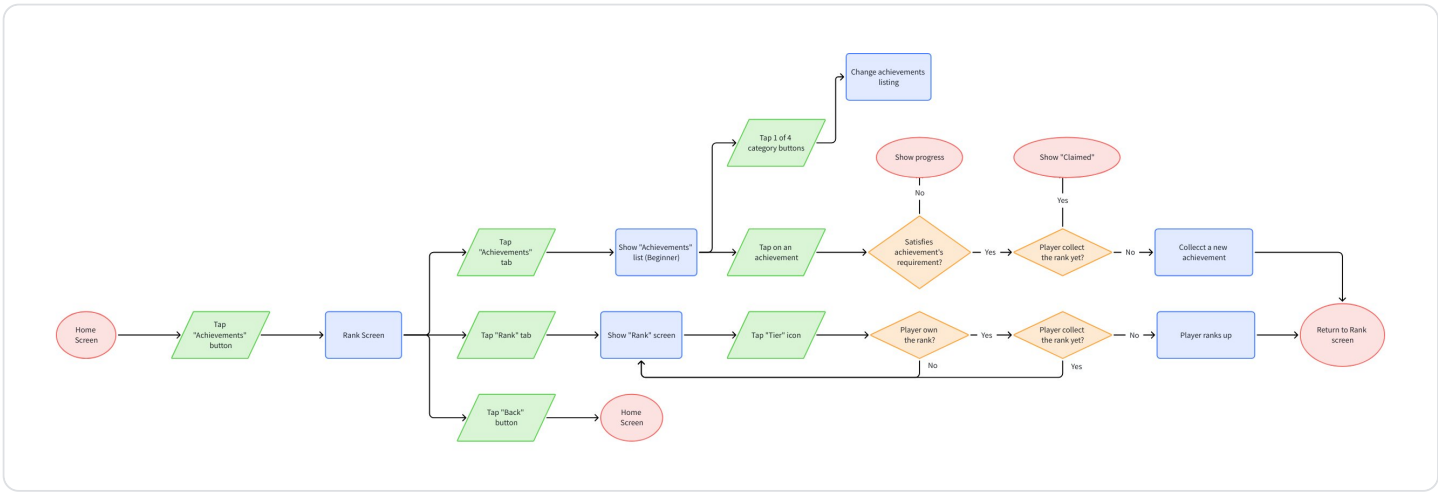 Change achievements
listing
Tap 1 of 4
category buttons
Show progress
Show "Claimed"
No
Yes
Tap
"Achievements"
tab
Show "Achievements"
list (Beginner)
Tap on an
achievement
Satisfies
achievement's
requirement?
Yes
Player collect
the rank yet?
No
Collecct a new
achievement
Home
Screen
Tap
"Achievements"
button
Rank Screen
Tap "Rank" tab
Show "Rank" screen
Tap "Tier" icon
Player own
the rank?
Yes
Player collect
the rank yet?
No
Player ranks up
Return to Rank
screen
No
Yes
Tap "Back"
button
Home
Screen